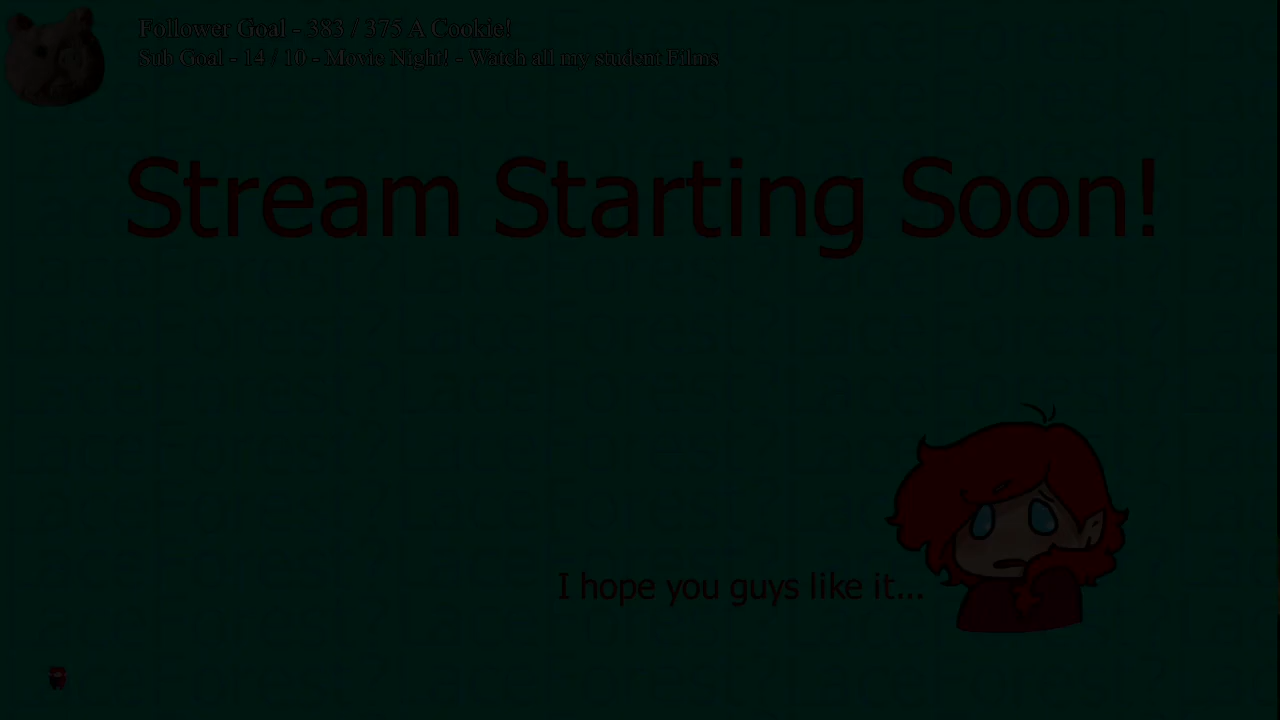 Follower Goal - 383 / 375 A Cookie!
Sub Goal - 14 / 10 - Movie Night! - Watch all my student Films
Stream Starting Soon!
I hope you guys like it...